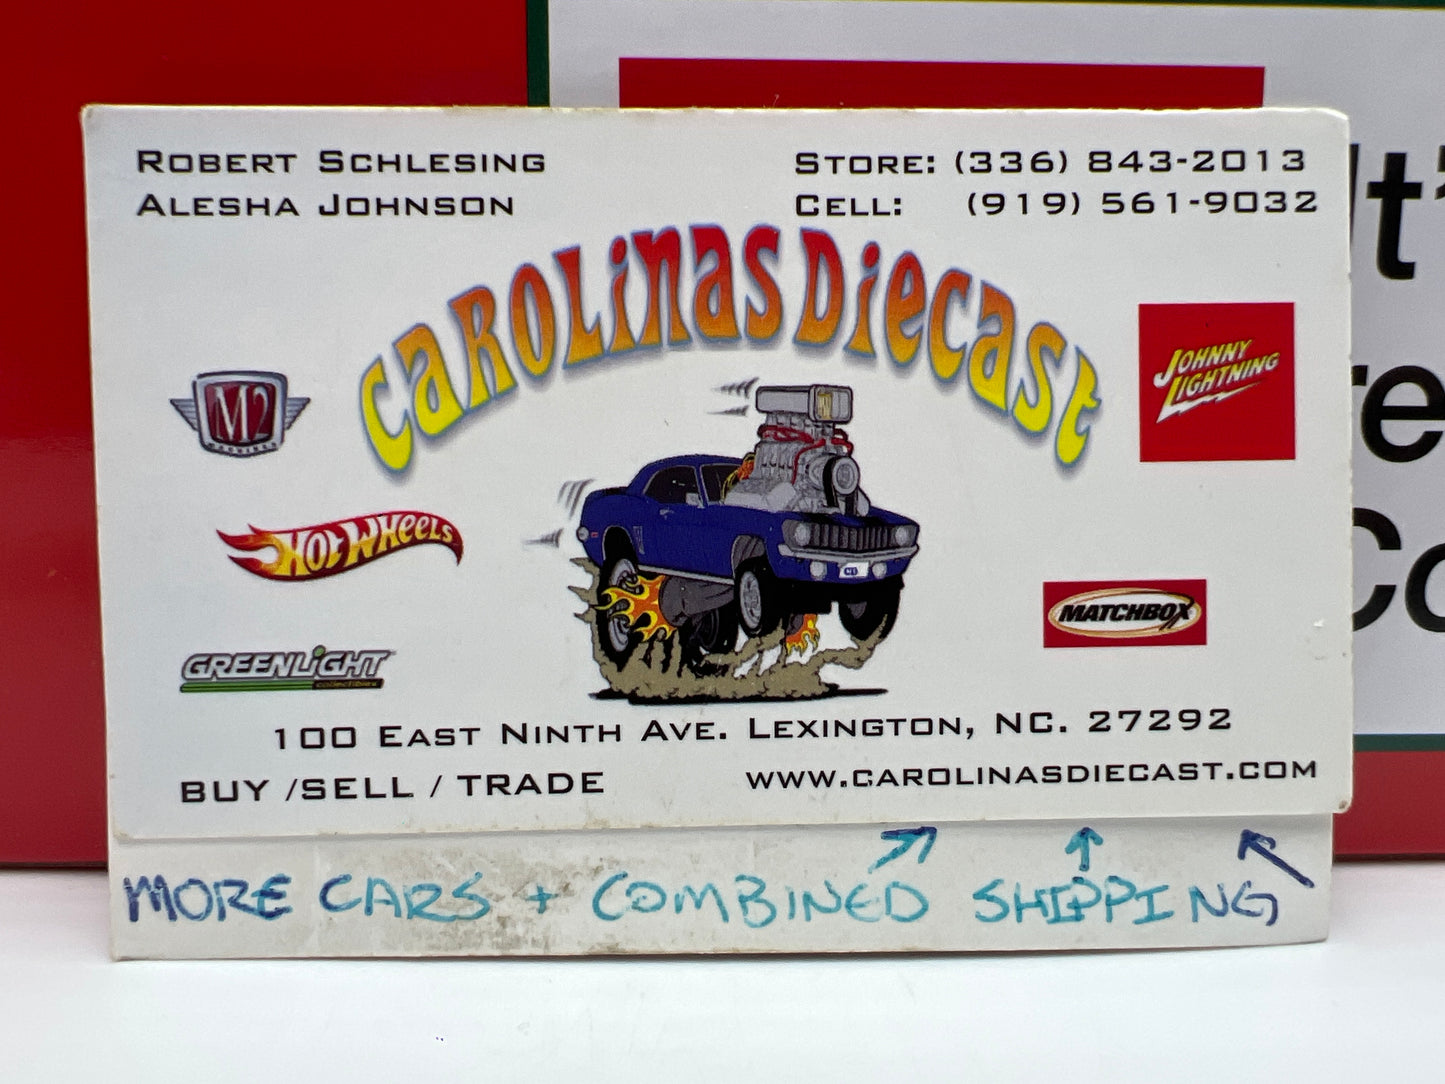 ROBERT SCHLESING
ALESHA JOHNSON
STORE: (336) 843-2013
CELL: (919) 561-9032
CAROLINAS DIECAST
M2
MACHINES
JOHNNY
LIGHTNING
HOT WHEELS
MATCHBOX
GREENLIGHT
collectibles
100 EAST NINTH AVE. LEXINGTON, NC. 27292
BUY /SELL / TRADE
WWW.CAROLINASDIECAST.COM
MORE CARS + COMBINED SHIPPING